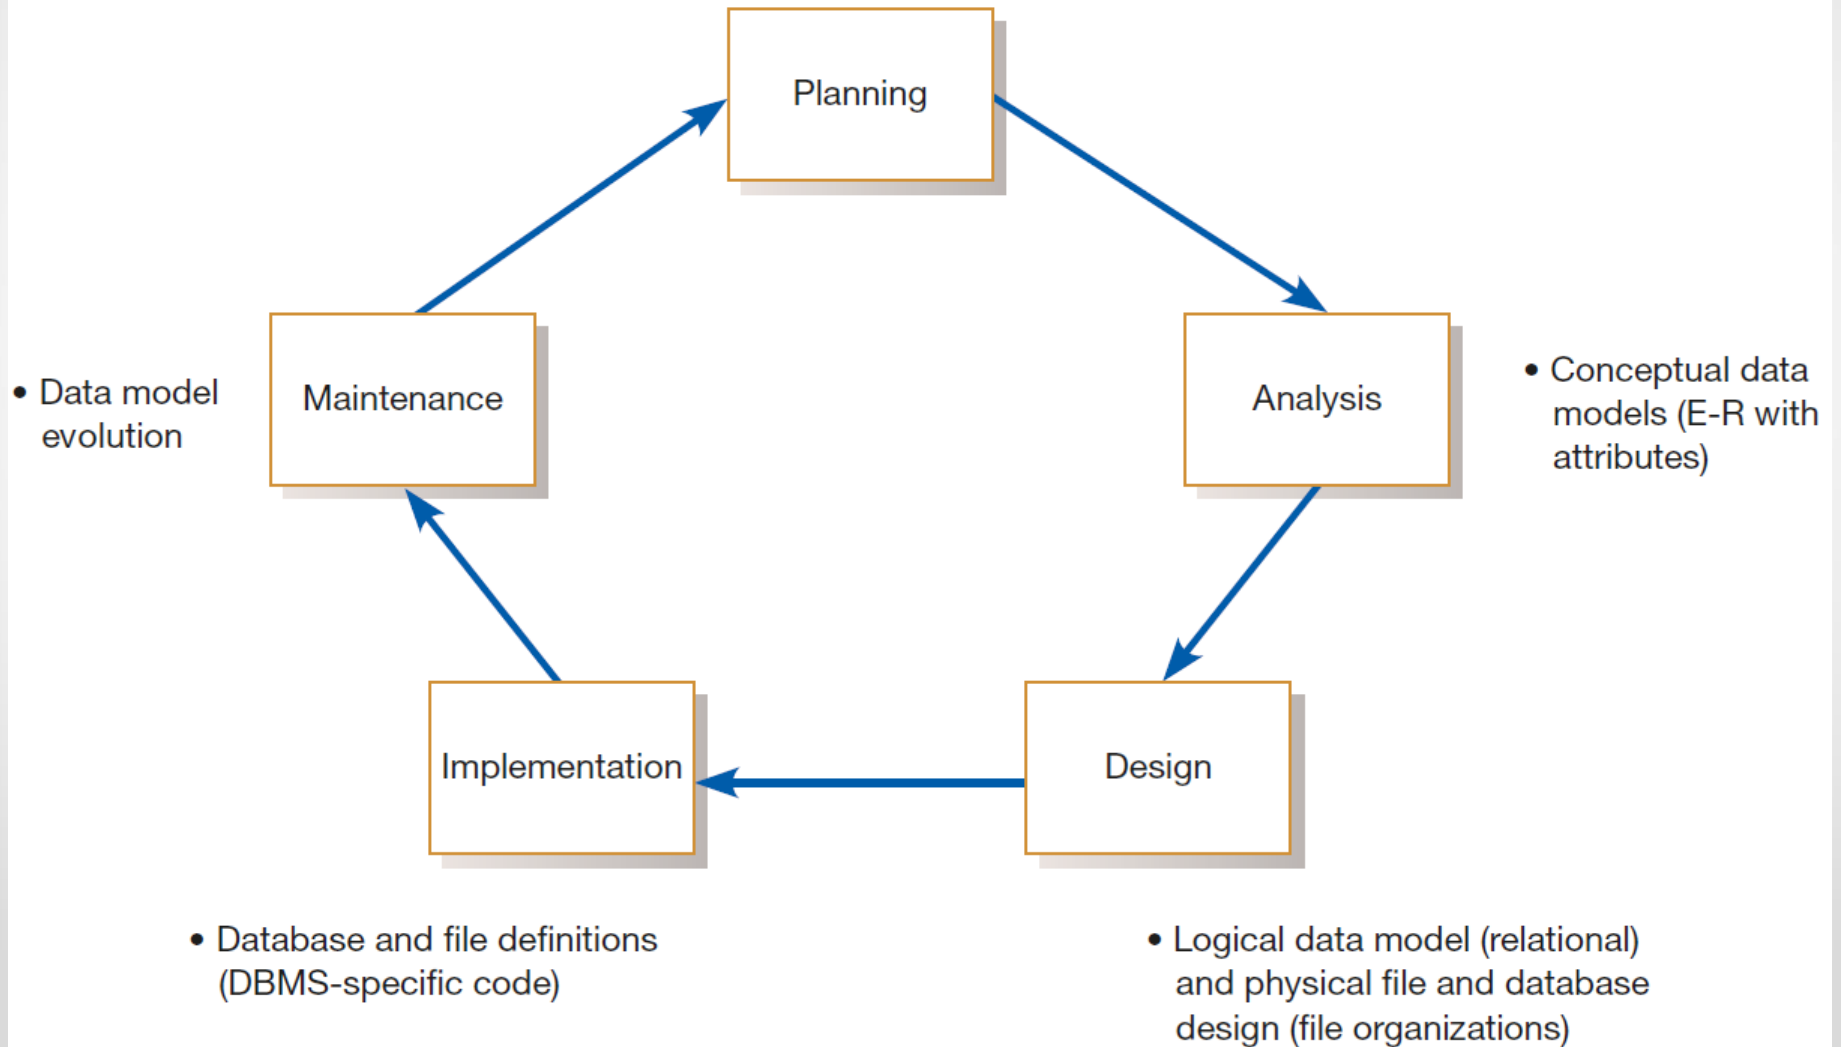 Planning
Maintenance
Analysis
• Data model
evolution
• Conceptual data
models (E-R with
attributes)
Implementation
Design
• Database and file definitions
(DBMS-specific code)
• Logical data model (relational)
and physical file and database
design (file organizations)